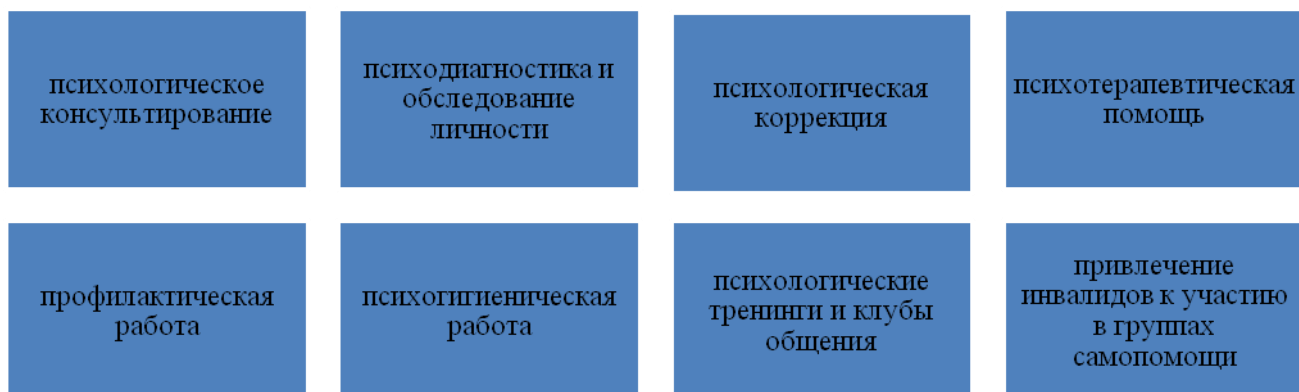 психологическое
консультирование
психодиагностика и
обследование
личности
психологическая
коррекция
психотерапевтическая
помощь
профилактическая
работа
психогигиеническая
работа
психологические
тренинги и клубы
общения
привлечение
инвалидов к участию
в группах
самопомощи